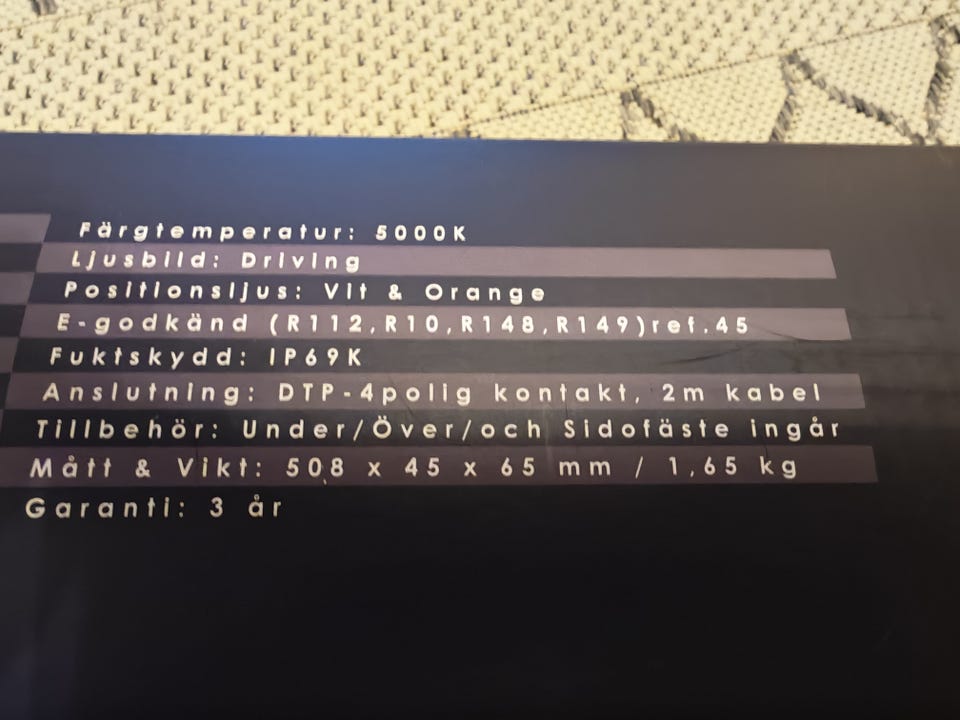 Färgtemperatur: 5000K
Ljusbild: Driving
Positionsljus: Vit & Orange
E-godkänd (R112,R10,R148,R149)ref.45
Fuktskydd: IP69K
Anslutning: DTP-4polig kontakt, 2m kabel
Tillbehör: Under/Över/och Sidofäste ingår
Mått & Vikt: 508 x 45 x 65 mm / 1,65 kg
Garanti: 3 år